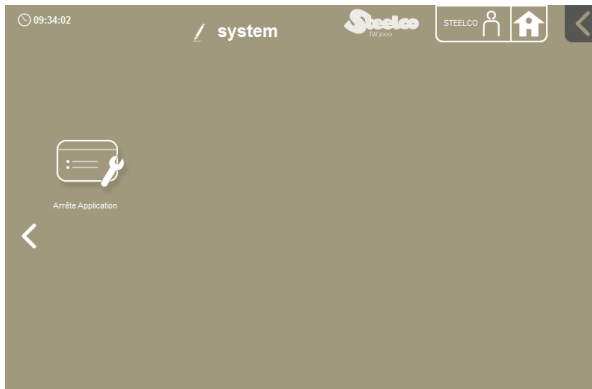 09:34:02
system
Steelco
TW3000
STEELCO
Arrête Application